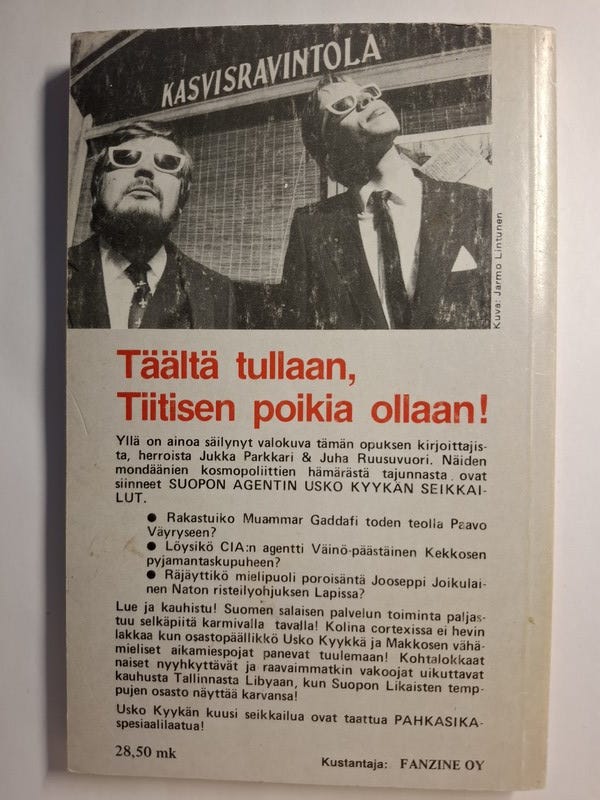 KASVISRAVINTOLA
Kuva: Jarmo Lintunen
Täältä tullaan,
Tiitisen poikia ollaan!
Yllä on ainoa säilynyt valokuva tämän opuksen kirjoittajis-
ta, herroista Jukka Parkkari & Juha Ruusuvuori. Näiden
mondäänien kosmopoliittien hämärästä tajunnasta ovat
siinneet SUOPON AGENTIN USKO KYYKÄN SEIKKAI-
LUT.
● Rakastuiko Muammar Gaddafi toden teolla Paavo
Väyryseen?
● Löysikö CIA:n agentti Väinö-päästäinen Kekkosen
pyjamantaskupuheen?
● Räjäyttikö mielipuoli poroisäntä Jooseppi Joikulai-
nen Naton risteilyohjuksen Lapissa?
Lue ja kauhistu! Suomen salaisen palvelun toiminta paljas-
tuu selkäpiitä karmivalla tavalla! Kolina cortexissa ei hevin
lakkaa kun osastopäällikkö Usko Kyykkä ja Makkosen vähä-
mieliset aikamiespojat panevat tuulemaan! Kohtalokkaat
naiset nyyhkyttävät ja raavaimmatkin vakoojat uikuttavat
kauhusta Tallinnasta Libyaan, kun Suopon Likaisten temp-
pujen osasto näyttää karvansa!
Usko Kyykän kuusi seikkailua ovat taattua PAHKASIKA-
spesiaalilaatua!
28,50 mk
Kustantaja: FANZINE OY